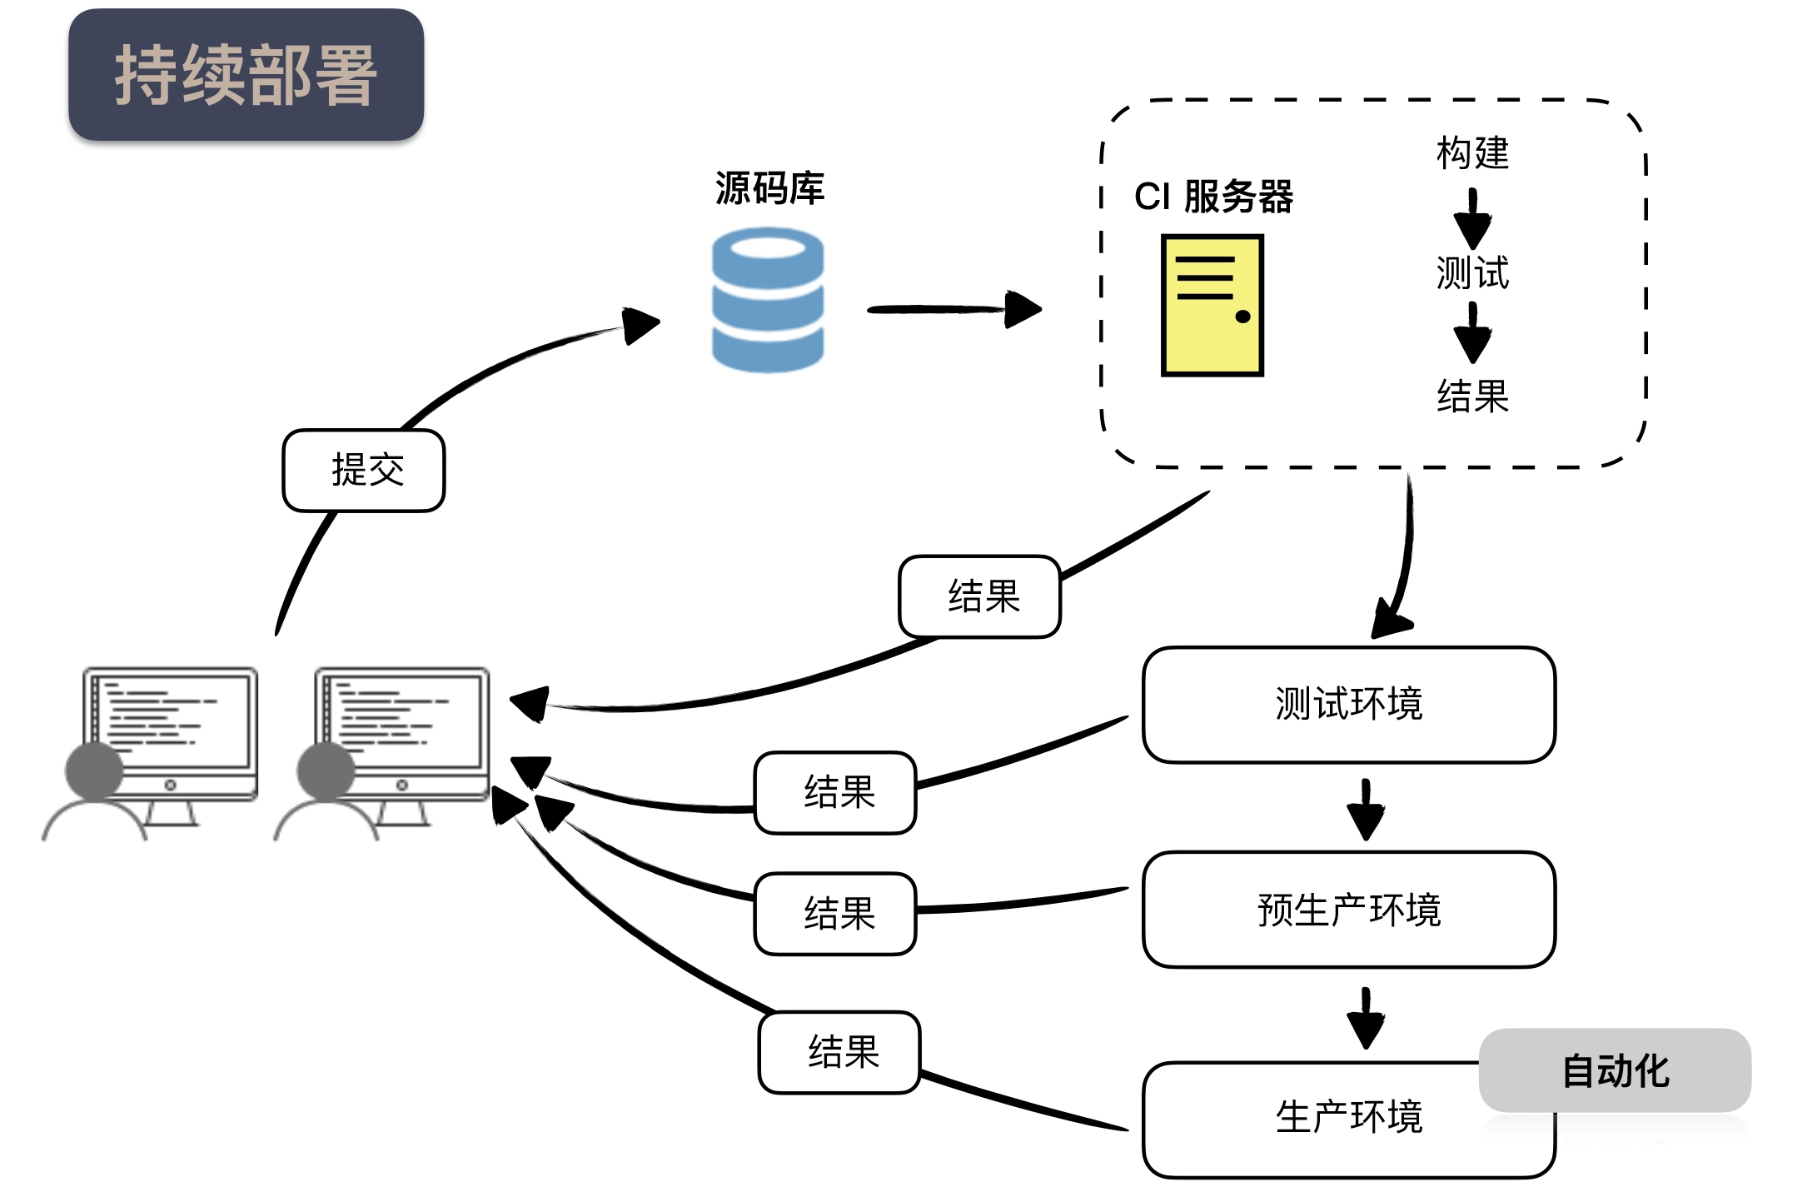 持续部署
源码库
CI 服务器
构建
测试
结果
提交
结果
测试环境
结果
预生产环境
结果
生产环境
自动化
结果